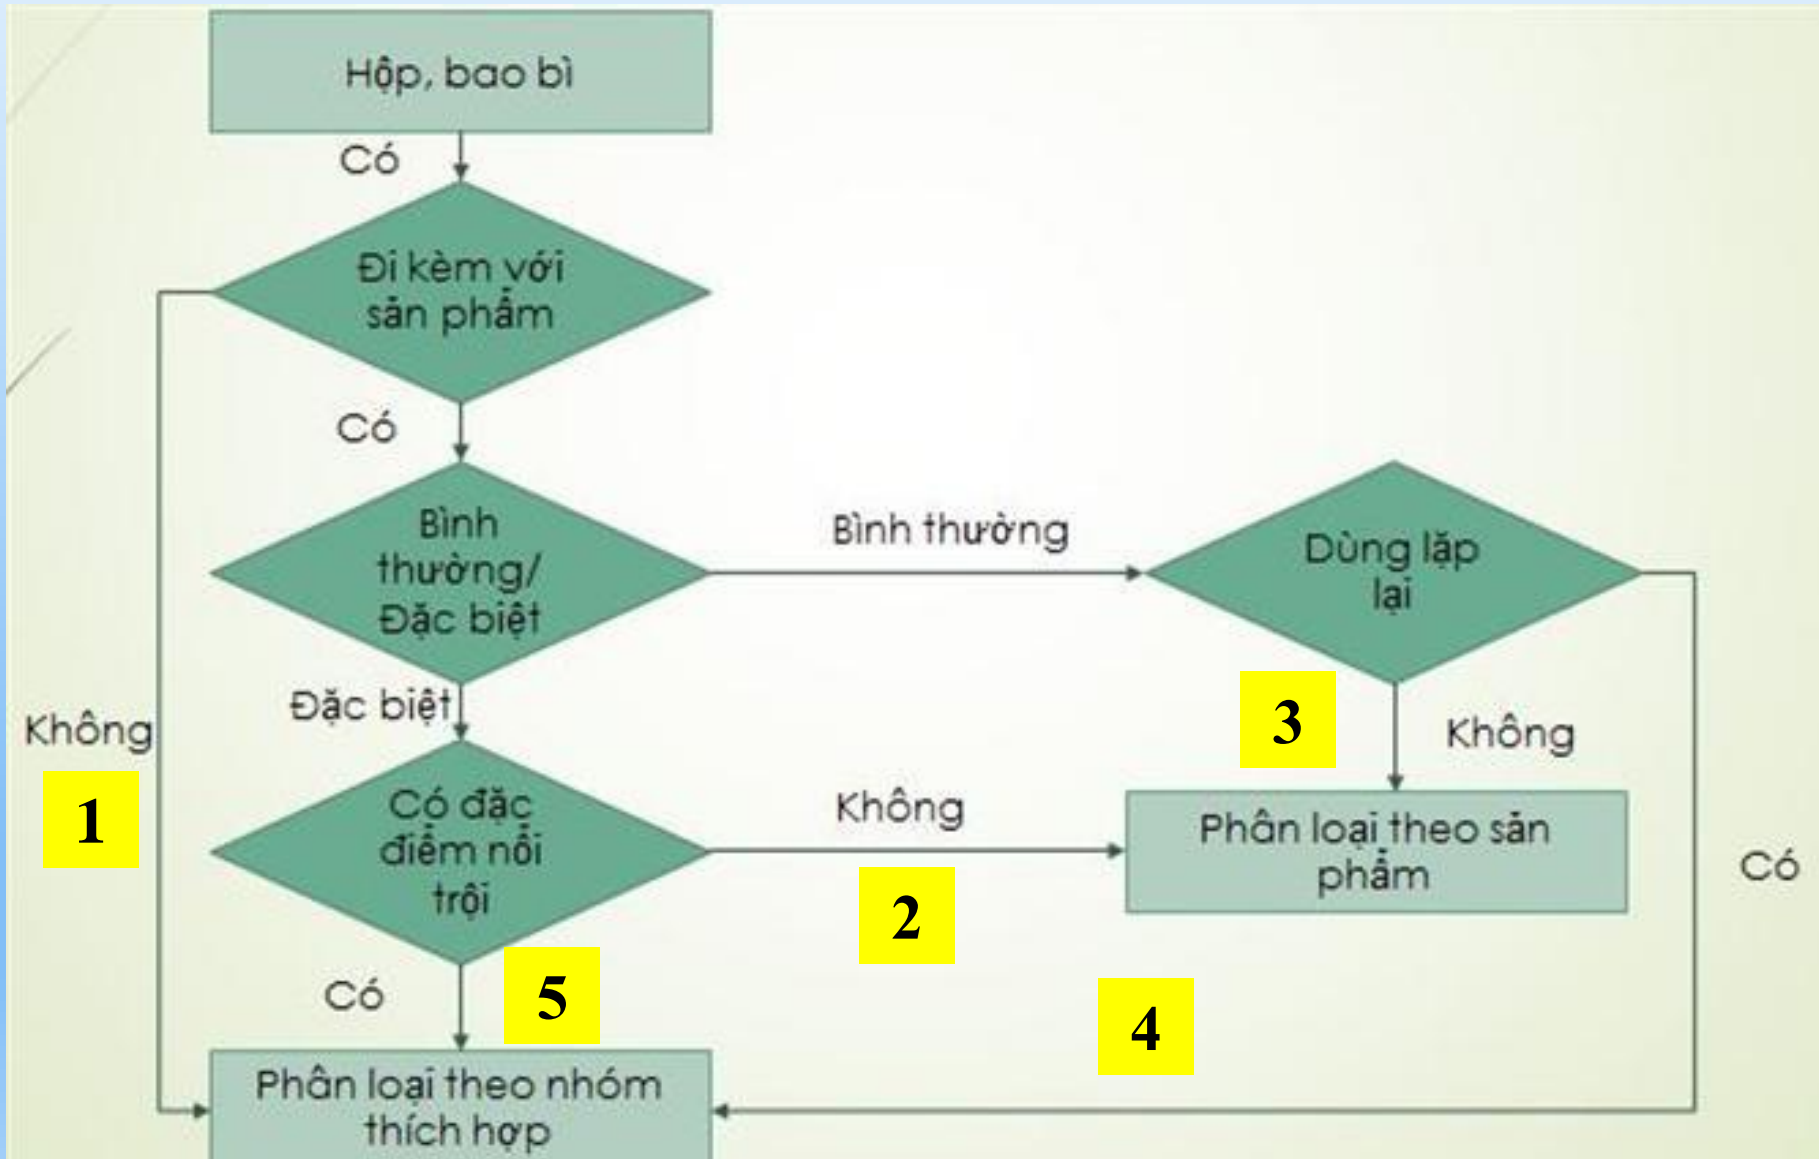 Hộp, bao bì
Có
Đi kèm với
sản phẩm
Có
Bình
thường/
Đặc biệt
Bình thường
Dùng lặp
lại
Đặc biệt
Không
1
3
Không
Có đặc
điểm nổi
trội
Không
2
Phân loại theo sản
phẩm
Có
Có
5
4
Phân loại theo nhóm
thích hợp